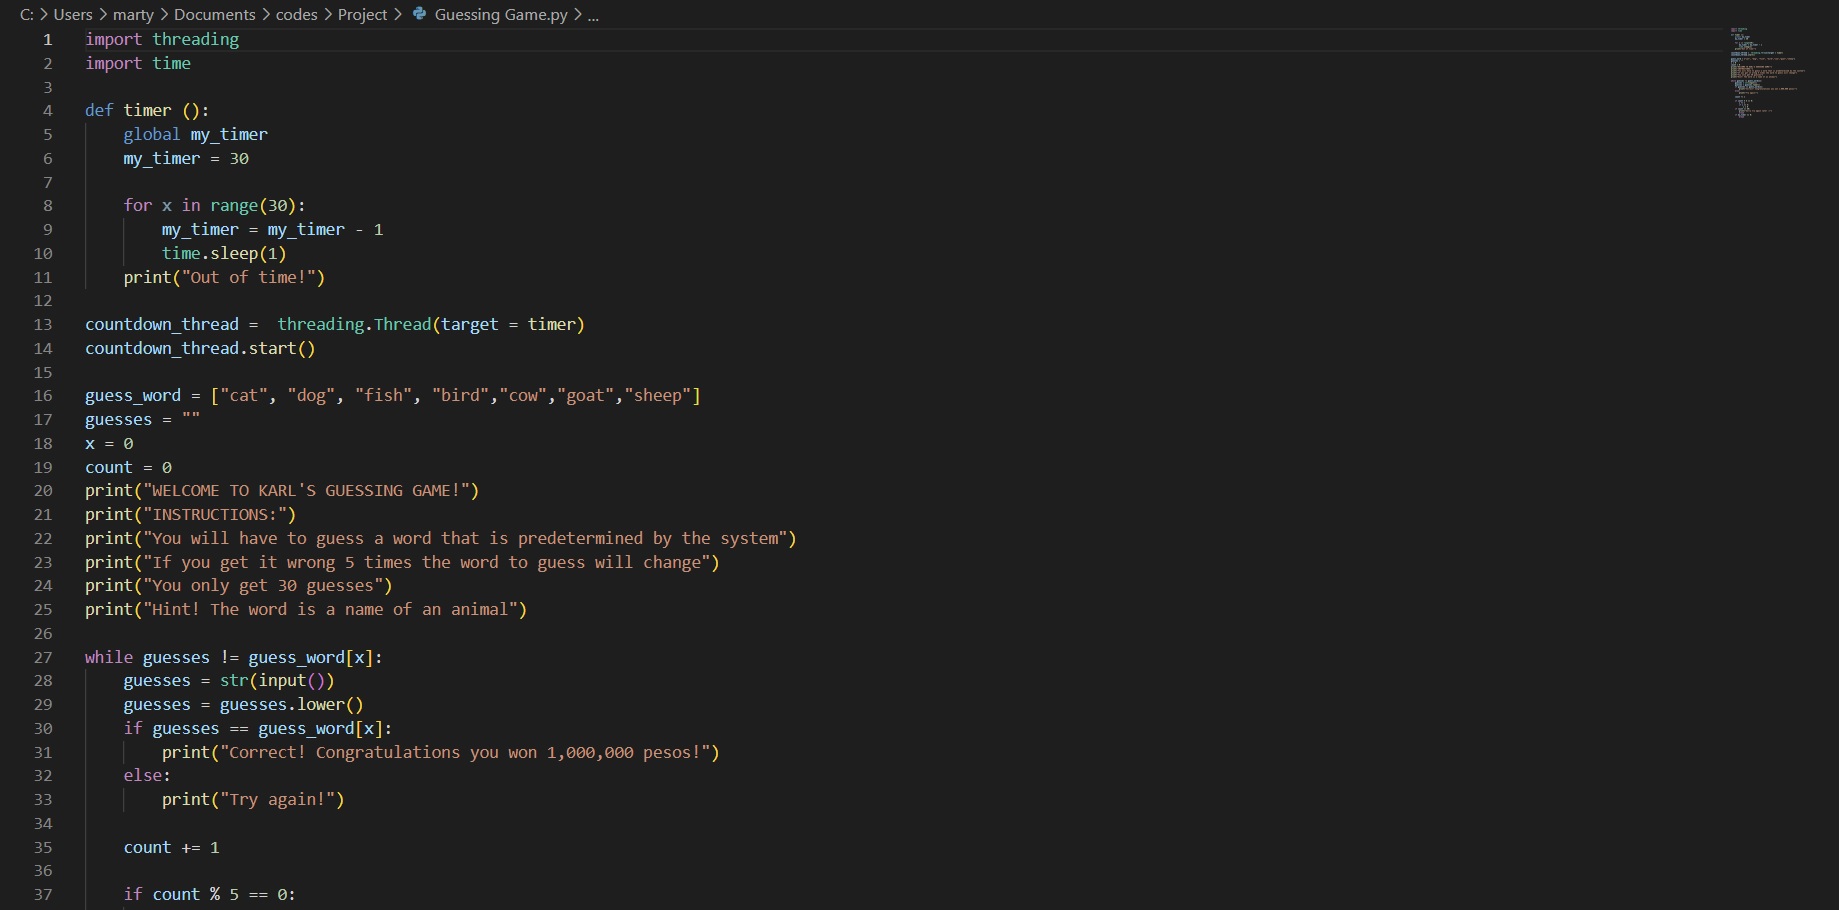 C: > Users > marty > Documents > codes > Project > Guessing Game.py > ...
1 import threading
2 import time
3
4 def timer ():
5     global my_timer
6     my_timer = 30
7
8     for x in range(30):
9         my_timer = my_timer - 1
10         time.sleep(1)
11     print("Out of time!")
12
13 countdown_thread =  threading.Thread(target = timer)
14 countdown_thread.start()
15
16 guess_word = ["cat", "dog", "fish", "bird","cow","goat","sheep"]
17 guesses = ""
18 x = 0
19 count = 0
20 print("WELCOME TO KARL'S GUESSING GAME!")
21 print("INSTRUCTIONS:")
22 print("You will have to guess a word that is predetermined by the system")
23 print("If you get it wrong 5 times the word to guess will change")
24 print("You only get 30 guesses")
25 print("Hint! The word is a name of an animal")
26
27 while guesses != guess_word[x]:
28     guesses = str(input())
29     guesses = guesses.lower()
30     if guesses == guess_word[x]:
31         print("Correct! Congratulations you won 1,000,000 pesos!")
32     else:
33         print("Try again!")
34
35     count += 1
36
37     if count % 5 == 0: